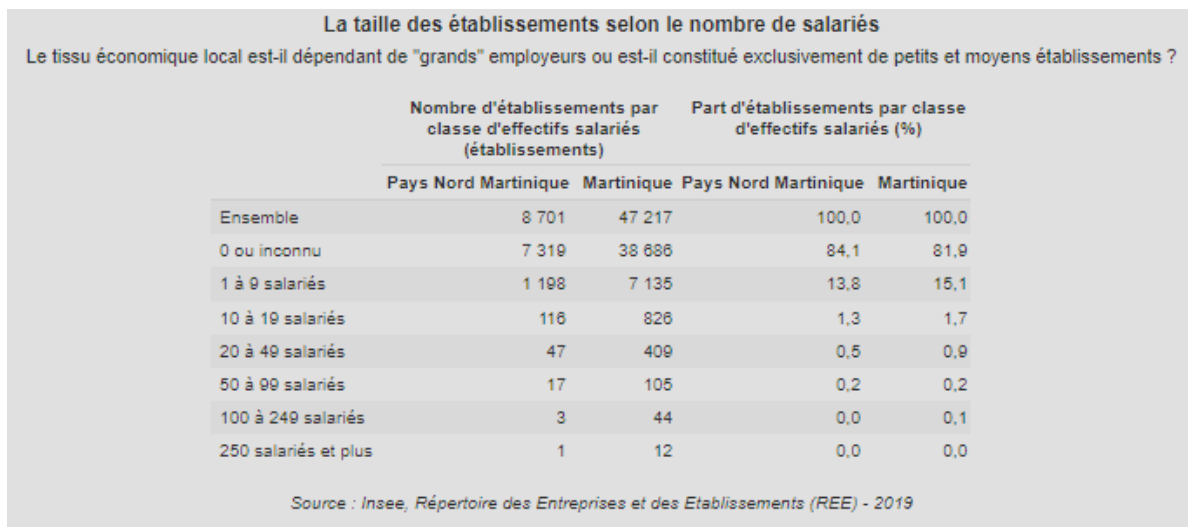 La taille des établissements selon le nombre de salariés
Le tissu économique local est-il dépendant de "grands" employeurs ou est-il constitué exclusivement de petits et moyens établissements ?
Nombre d'établissements par classe d'effectifs salariés (établissements) Part d'établissements par classe d'effectifs salariés (%)
Pays Nord Martinique Martinique Pays Nord Martinique Martinique
Ensemble 8 701 47 217 100,0 100,0
0 ou inconnu 7 319 38 686 84,1 81,9
1 à 9 salariés 1 198 7 135 13,8 15,1
10 à 19 salariés 116 826 1,3 1,7
20 à 49 salariés 47 409 0,5 0,9
50 à 99 salariés 17 105 0,2 0,2
100 à 249 salariés 3 44 0,0 0,1
250 salariés et plus 1 12 0,0 0,0
Source : Insee, Répertoire des Entreprises et des Etablissements (REE) - 2019